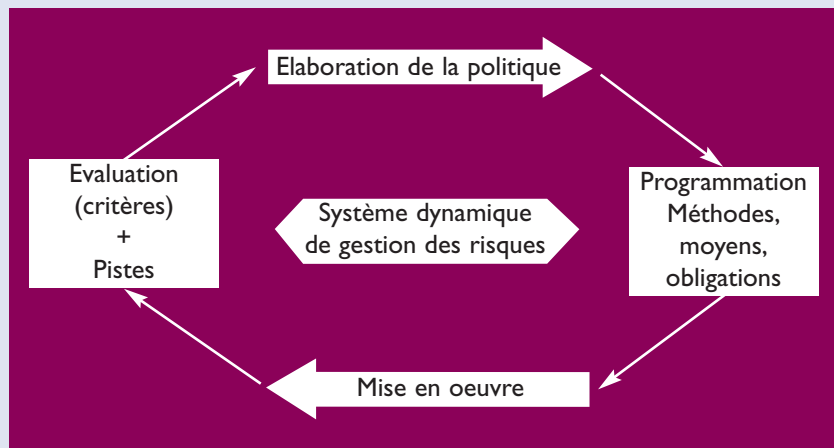 Elaboration de la politique
Evaluation
(critères)
+
Pistes
Système dynamique
de gestion des risques
Programmation
Méthodes,
moyens,
obligations
Mise en oeuvre